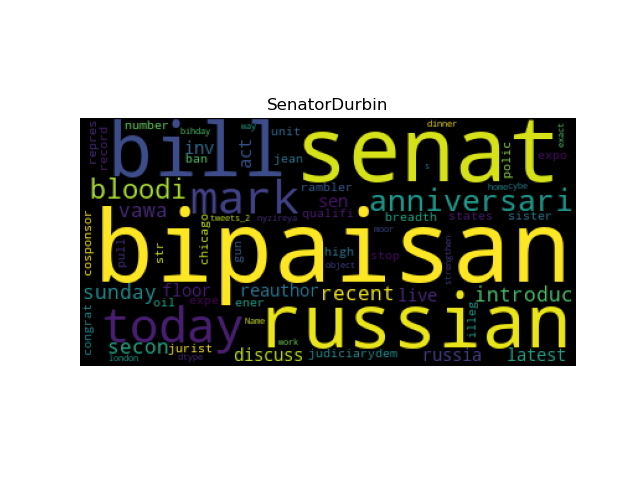 SenatorDurbin
repres
record
number
bihday
ban
bill
inv
act
way
unit
jean
senat
dinner
s
polic
expo
exact
bloodi
mark
rambler
sen
qualifi
anniversari
home
cybe
vawa
tweets_2
nyzireya
breadth
states
sister
cosponsor
pull
str
chicago
bipaisan
gun
high
object
moor
stop
strengthen
sunday
oil
floor
expe
reauthor
ener
recent
live
introduc
congrat
today
Name
russian
illeg
secon
jurist
london
dtype
discuss
work
judiciarydem
russia
latest